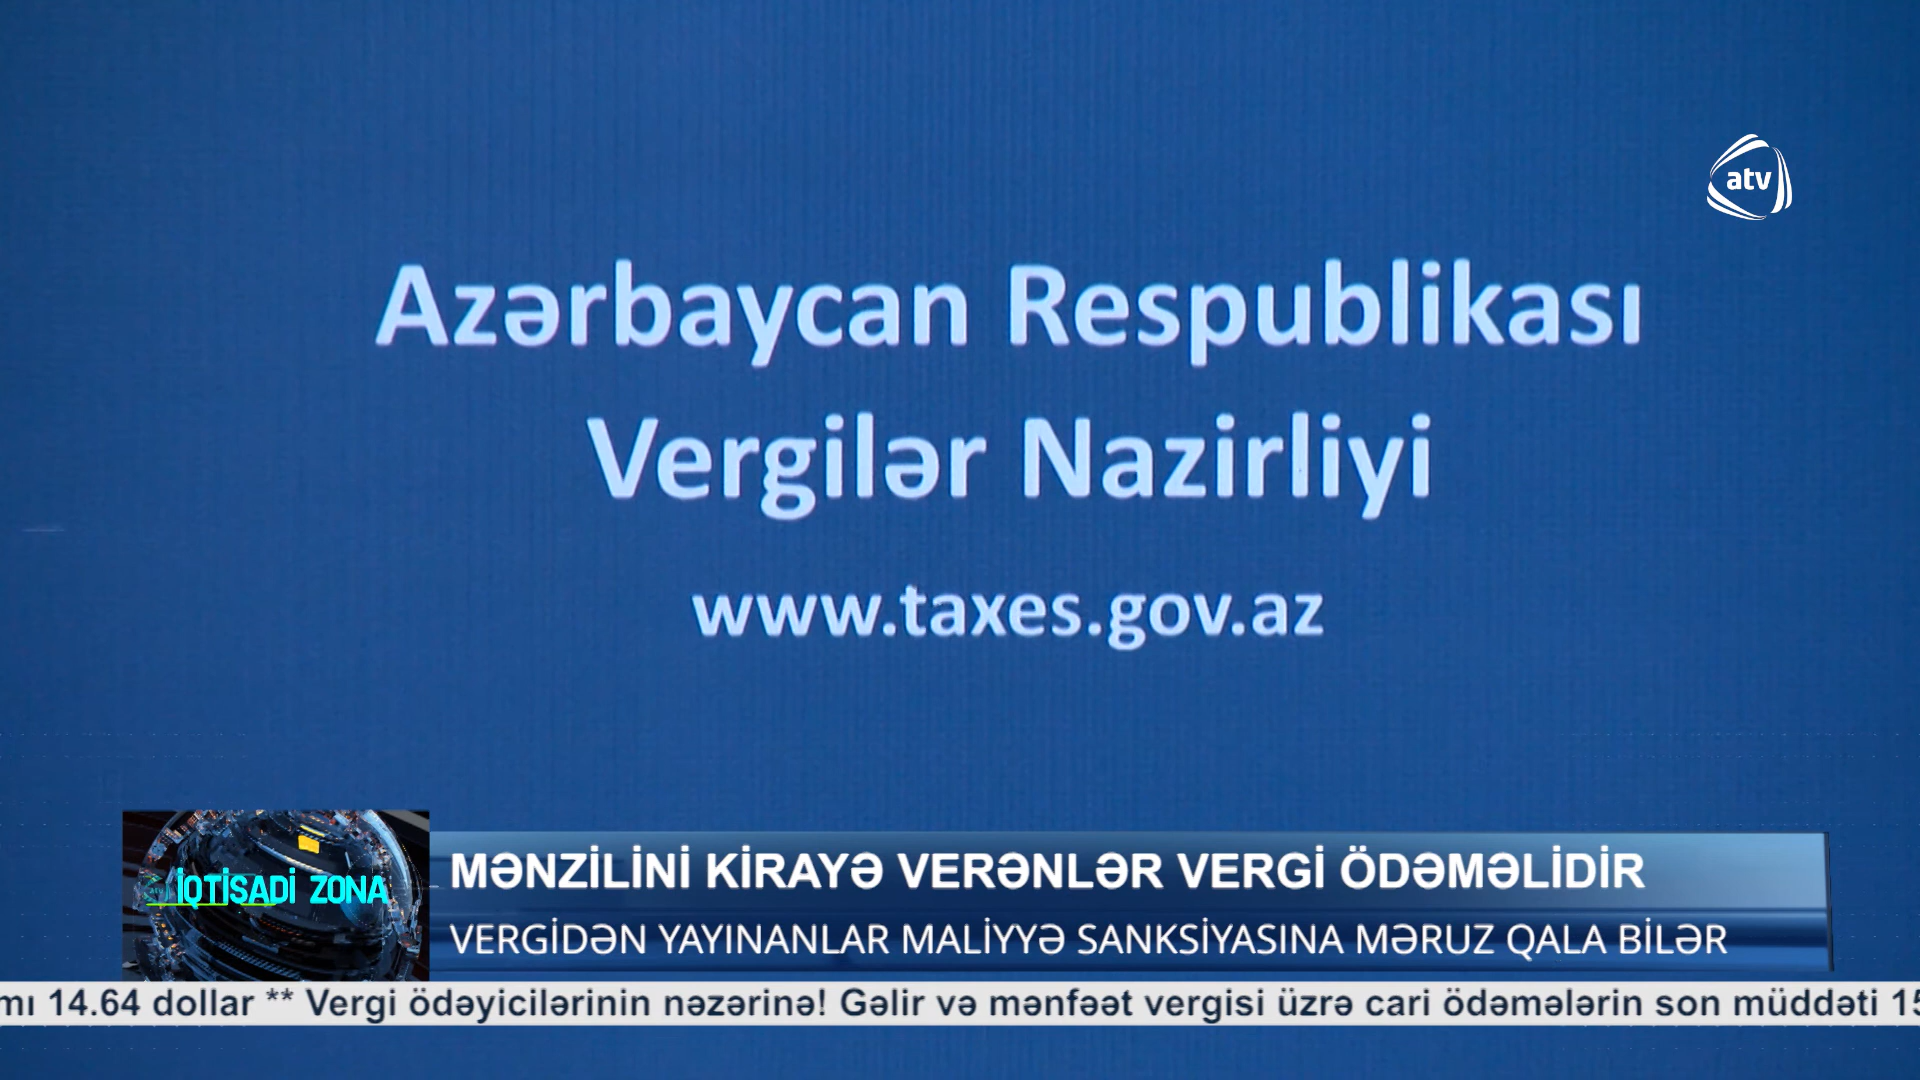 atv
Azərbaycan Respublikası
Vergilər Nazirliyi
www.taxes.gov.az
İQTİSADİ ZONA
MƏNZİLİNİ KİRAYƏ VERƏNLƏR VERGİ ÖDƏMƏLİDİR
VERGİDƏN YAYINANLAR MALİYYƏ SANKSİYASINA MƏRUZ QALA BİLƏR
mı 14.64 dollar ** Vergi ödəyicilərinin nəzərinə! Gəlir və mənfəət vergisi üzrə cari ödəmələrin son müddəti 15